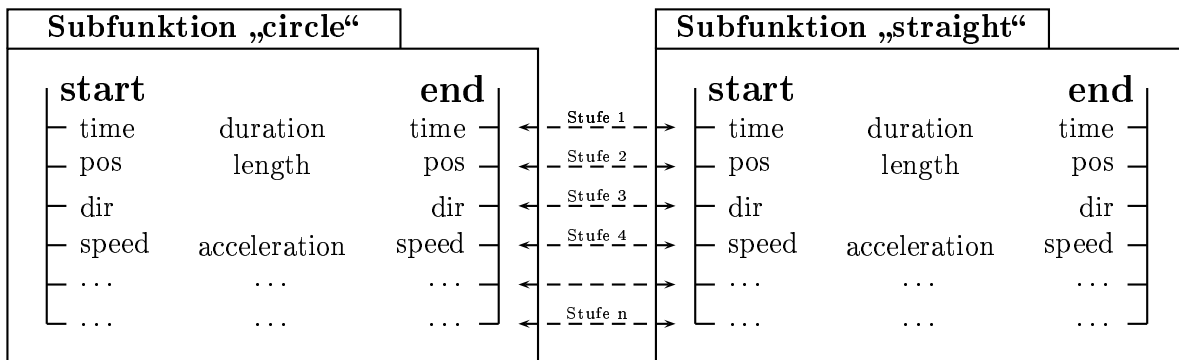 Subfunktion „circle“ Subfunktion „straight“
start end start end
time duration time Stufe 1 time duration time
pos length pos Stufe 2 pos length pos
dir dir Stufe 3 dir dir
speed acceleration speed Stufe 4 speed acceleration speed
... ... ... ... ... ...
... ... ... Stufe n ... ... ...